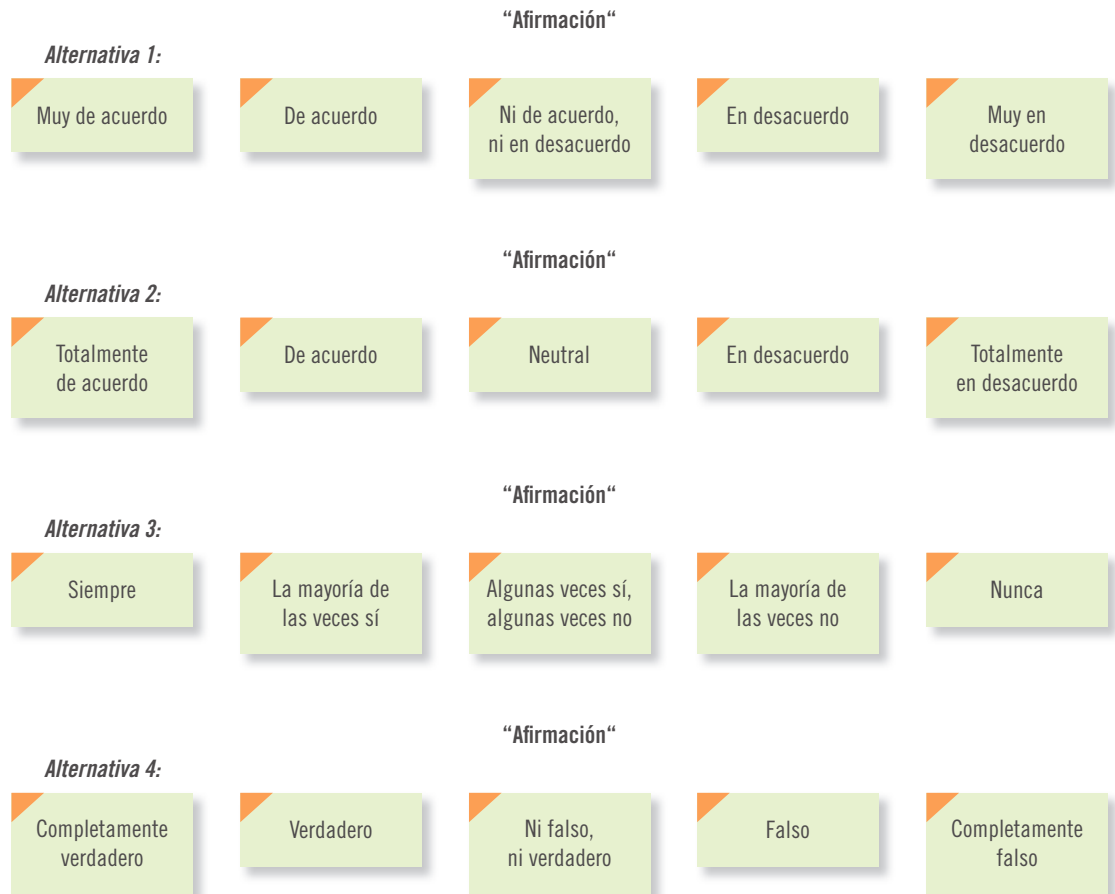 “Afirmación“
Alternativa 1:
Muy de acuerdo
De acuerdo
Ni de acuerdo,
ni en desacuerdo
En desacuerdo
Muy en
desacuerdo
“Afirmación“
Alternativa 2:
Totalmente
de acuerdo
De acuerdo
Neutral
En desacuerdo
Totalmente
en desacuerdo
“Afirmación“
Alternativa 3:
Siempre
La mayoría de
las veces sí
Algunas veces sí,
algunas veces no
La mayoría de
las veces no
Nunca
“Afirmación“
Alternativa 4:
Completamente
verdadero
Verdadero
Ni falso,
ni verdadero
Falso
Completamente
falso